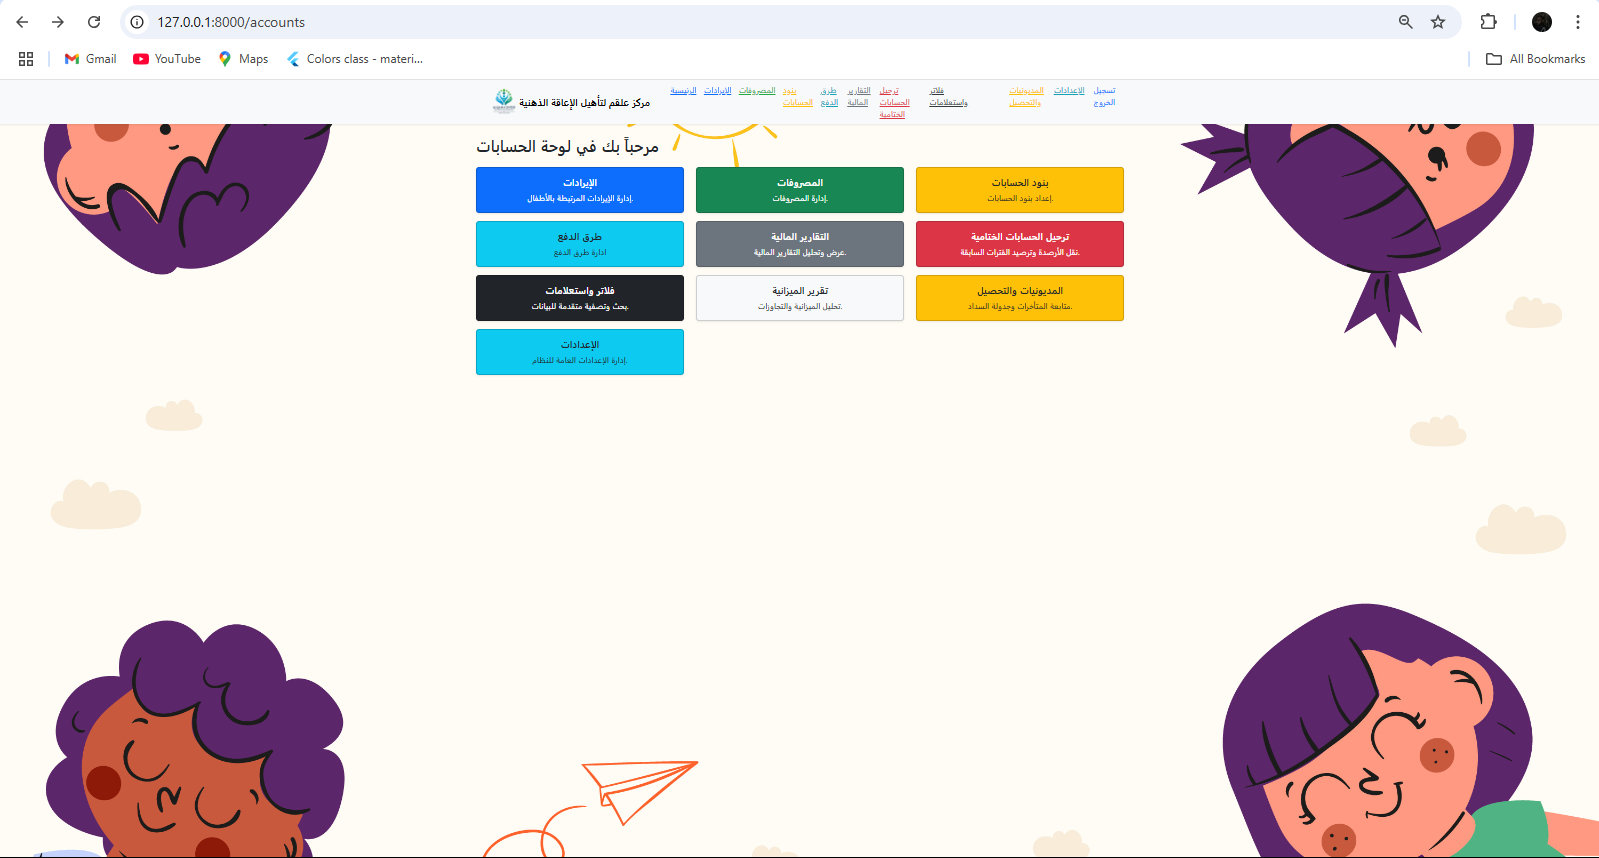 127.0.0.1:8000/accounts
Gmail
YouTube
Maps
Colors class - materi...
All Bookmarks
مركز علقم لتأهيل الإعاقة الذهنية
الرئيسية
الإيرادات
المصروفات
بنود
الحسابات
طرق
الدفع
التقارير
المالية
ترحيل
الحسابات
الختامية
فلاتر
واستعلامات
المديونيات
والتحصيل
الإعدادات
تسجيل
الخروج
مرحباً بك في لوحة الحسابات
الإيرادات
إدارة الإيرادات المرتبطة بالأطفال.
المصروفات
إدارة المصروفات.
بنود الحسابات
إعداد بنود الحسابات.
طرق الدفع
ادارة طرق الدفع
التقارير المالية
عرض وتحليل التقارير المالية.
ترحيل الحسابات الختامية
نقل الأرصدة وترصيد الفترات السابقة.
فلاتر واستعلامات
بحث وتصفية متقدمة للبيانات.
تقرير الميزانية
تحليل الميزانية والتجاوزات.
المديونيات والتحصيل
متابعة المتأخرات وجدولة السداد.
الإعدادات
إدارة الإعدادات العامة للنظام.